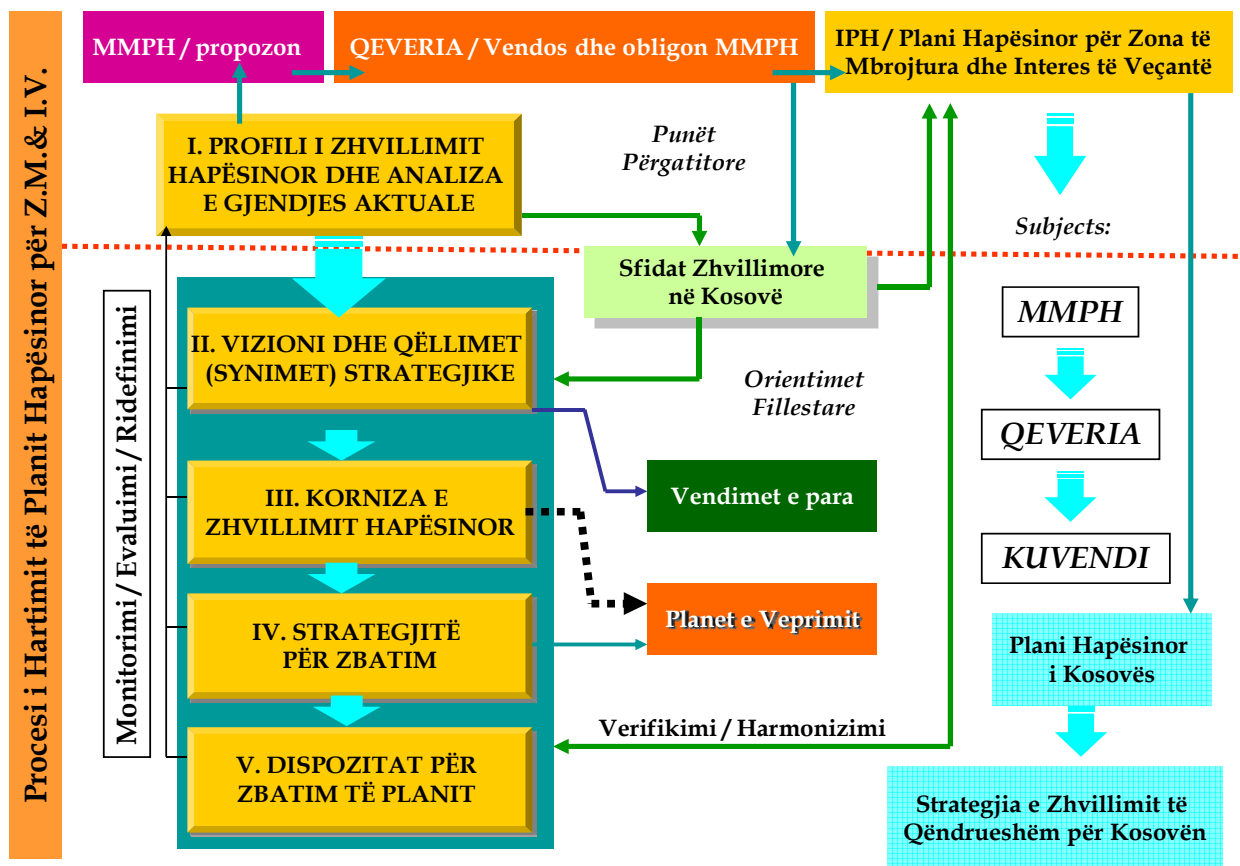 Procesi i Hartimit të Planit Hapësinor për Z.M.& I.V.
MMPH / propozon
QEVERIA / Vendos dhe obligon MMPH
IPH / Plani Hapësinor për Zona të
Mbrojtura dhe Interes të Veçantë
I. PROFILI I ZHVILLIMIT
HAPËSINOR DHE ANALIZA
E GJENDJES AKTUALE
Punët
Përgatitore
Subjects:
Sfidat Zhvillimore
në Kosovë
Monitorimi / Evaluimi / Ridefinimi
II. VIZIONI DHE QËLLIMET
(SYNIMET) STRATEGJIKE
Orientimet
Fillestare
MMPH
QEVERIA
KUVENDI
III. KORNIZA E
ZHVILLIMIT HAPËSINOR
Vendimet e para
IV. STRATEGJITË
PËR ZBATIM
Planet e Veprimit
Plani Hapësinor
i Kosovës
Verifikimi / Harmonizimi
V. DISPOZITAT PËR
ZBATIM TË PLANIT
Strategjia e Zhvillimit të
Qëndrueshëm për Kosovën